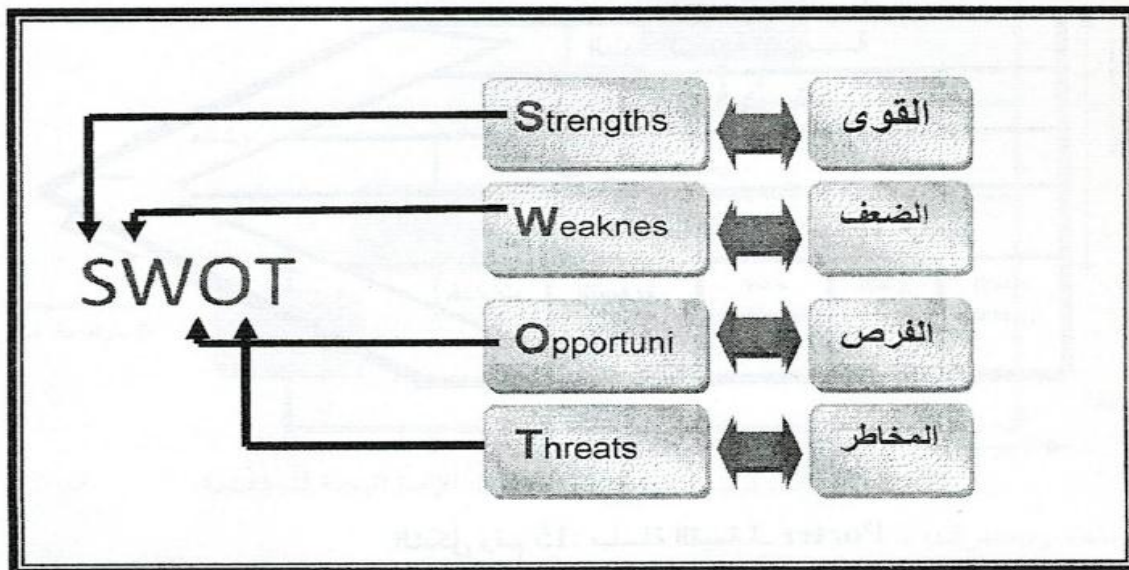 Strengths القوى
Weaknes الضعف
SWOT
Opportuni الفرص
Threats المخاطر